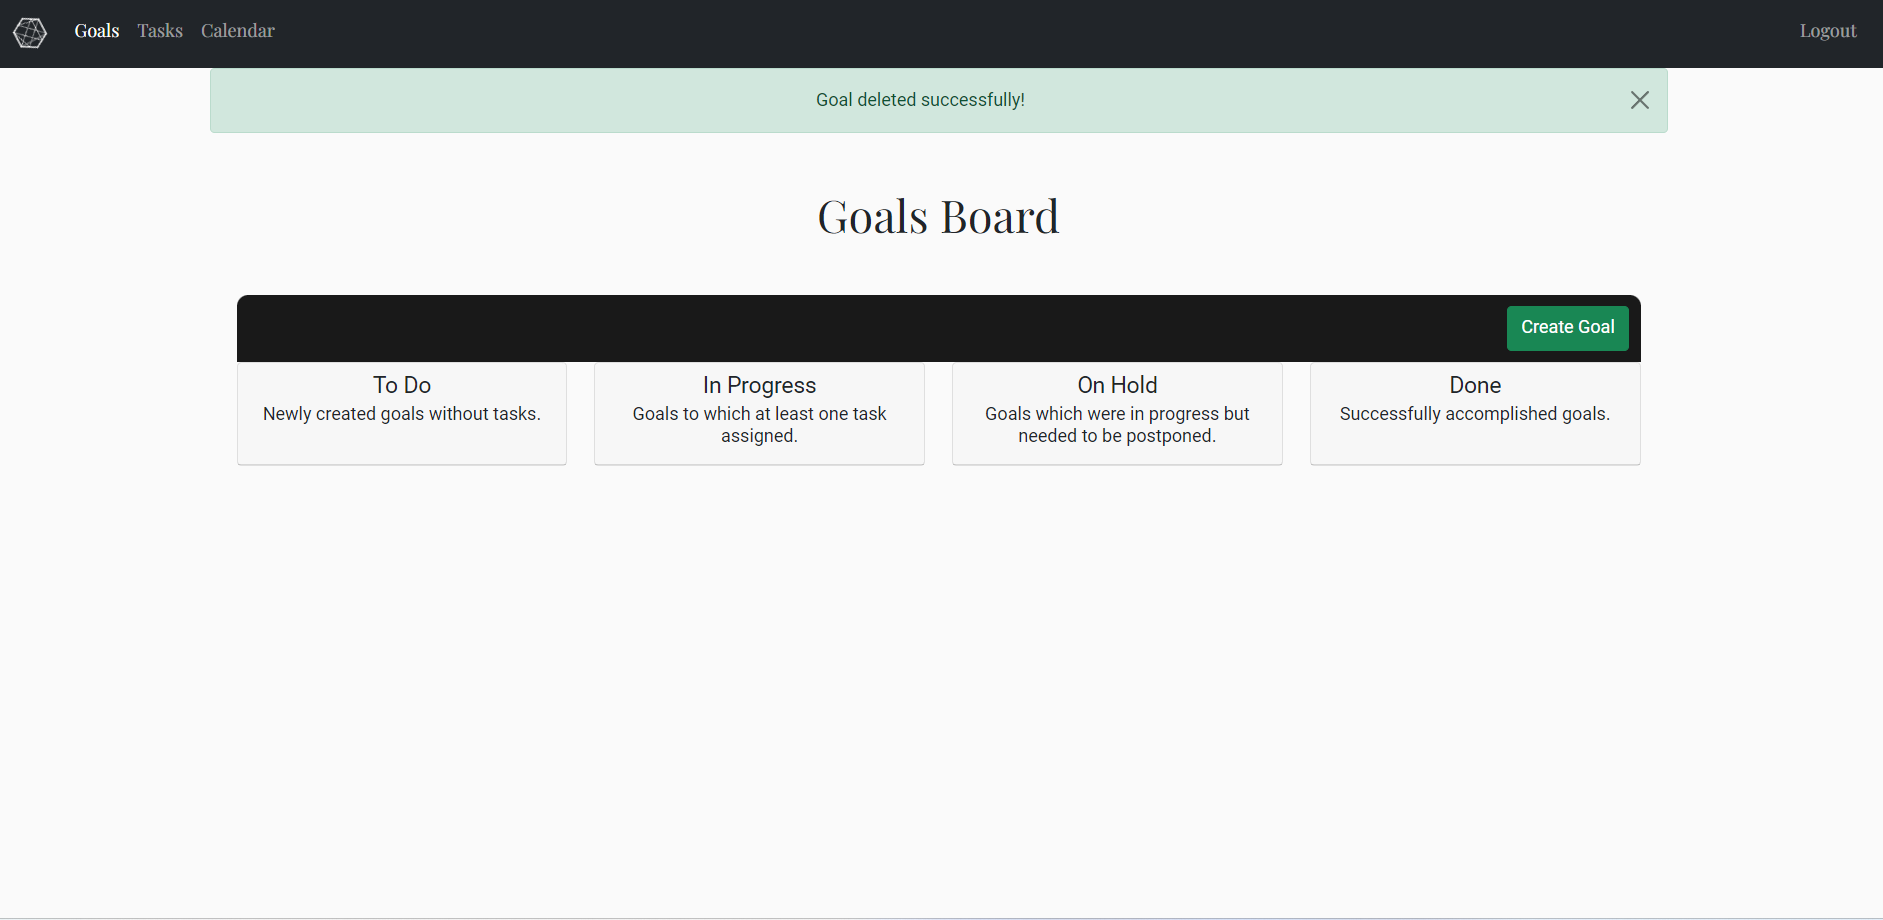 Goals Tasks Calendar Logout
Goal deleted successfully!
Goals Board
Create Goal
To Do
Newly created goals without tasks.
In Progress
Goals to which at least one task
assigned.
On Hold
Goals which were in progress but
needed to be postponed.
Done
Successfully accomplished goals.